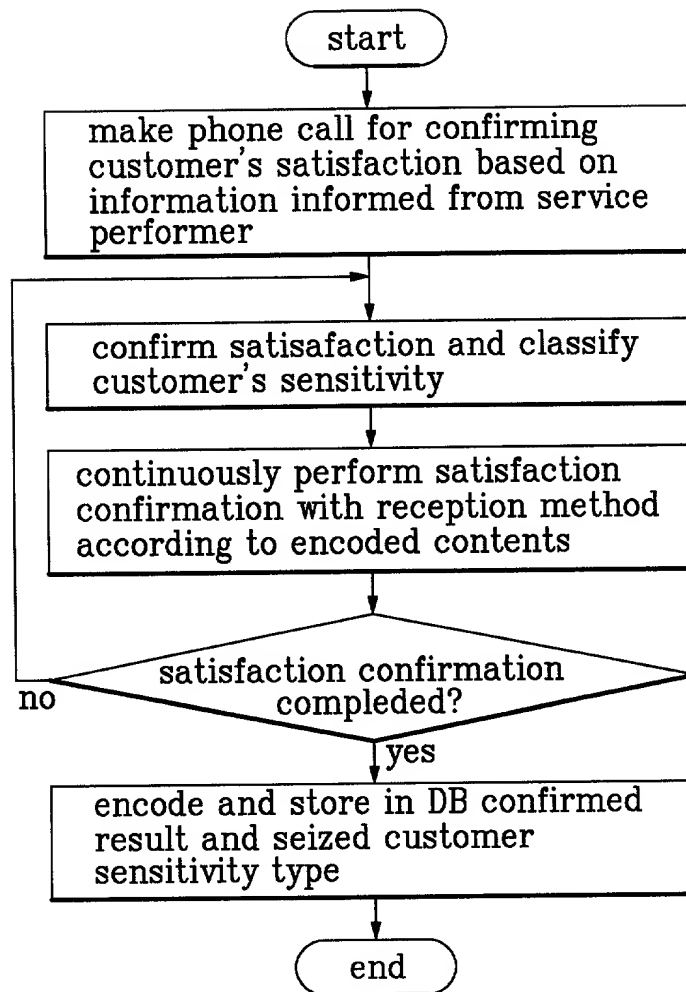 start
make phone call for confirming
customer's satisfaction based on
information informed from service
performer
confirm satisafaction and classify
customer's sensitivity
continuously perform satisfaction
confirmation with reception method
according to encoded contents
satisfaction confirmation
compleded?
no
yes
encode and store in DB confirmed
result and seized customer
sensitivity type
end